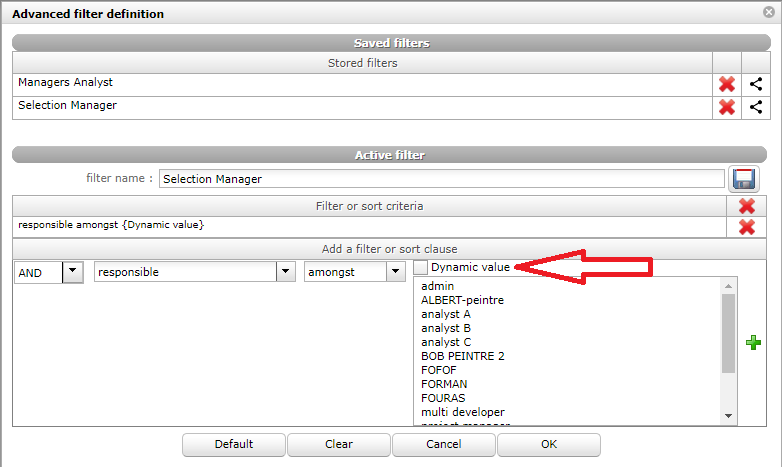 Advanced filter definition
Saved filters
Stored filters
Managers Analyst
Selection Manager
Active filter
filter name : Selection Manager
Filter or sort criteria
responsible amongst {Dynamic value}
Add a filter or sort clause
AND responsible amongst Dynamic value
admin
ALBERT-peintre
analyst A
analyst B
analyst C
BOB PEINTRE 2
FOFOF
FORMAN
FOURAS
multi developer
project manager
Default Clear Cancel OK